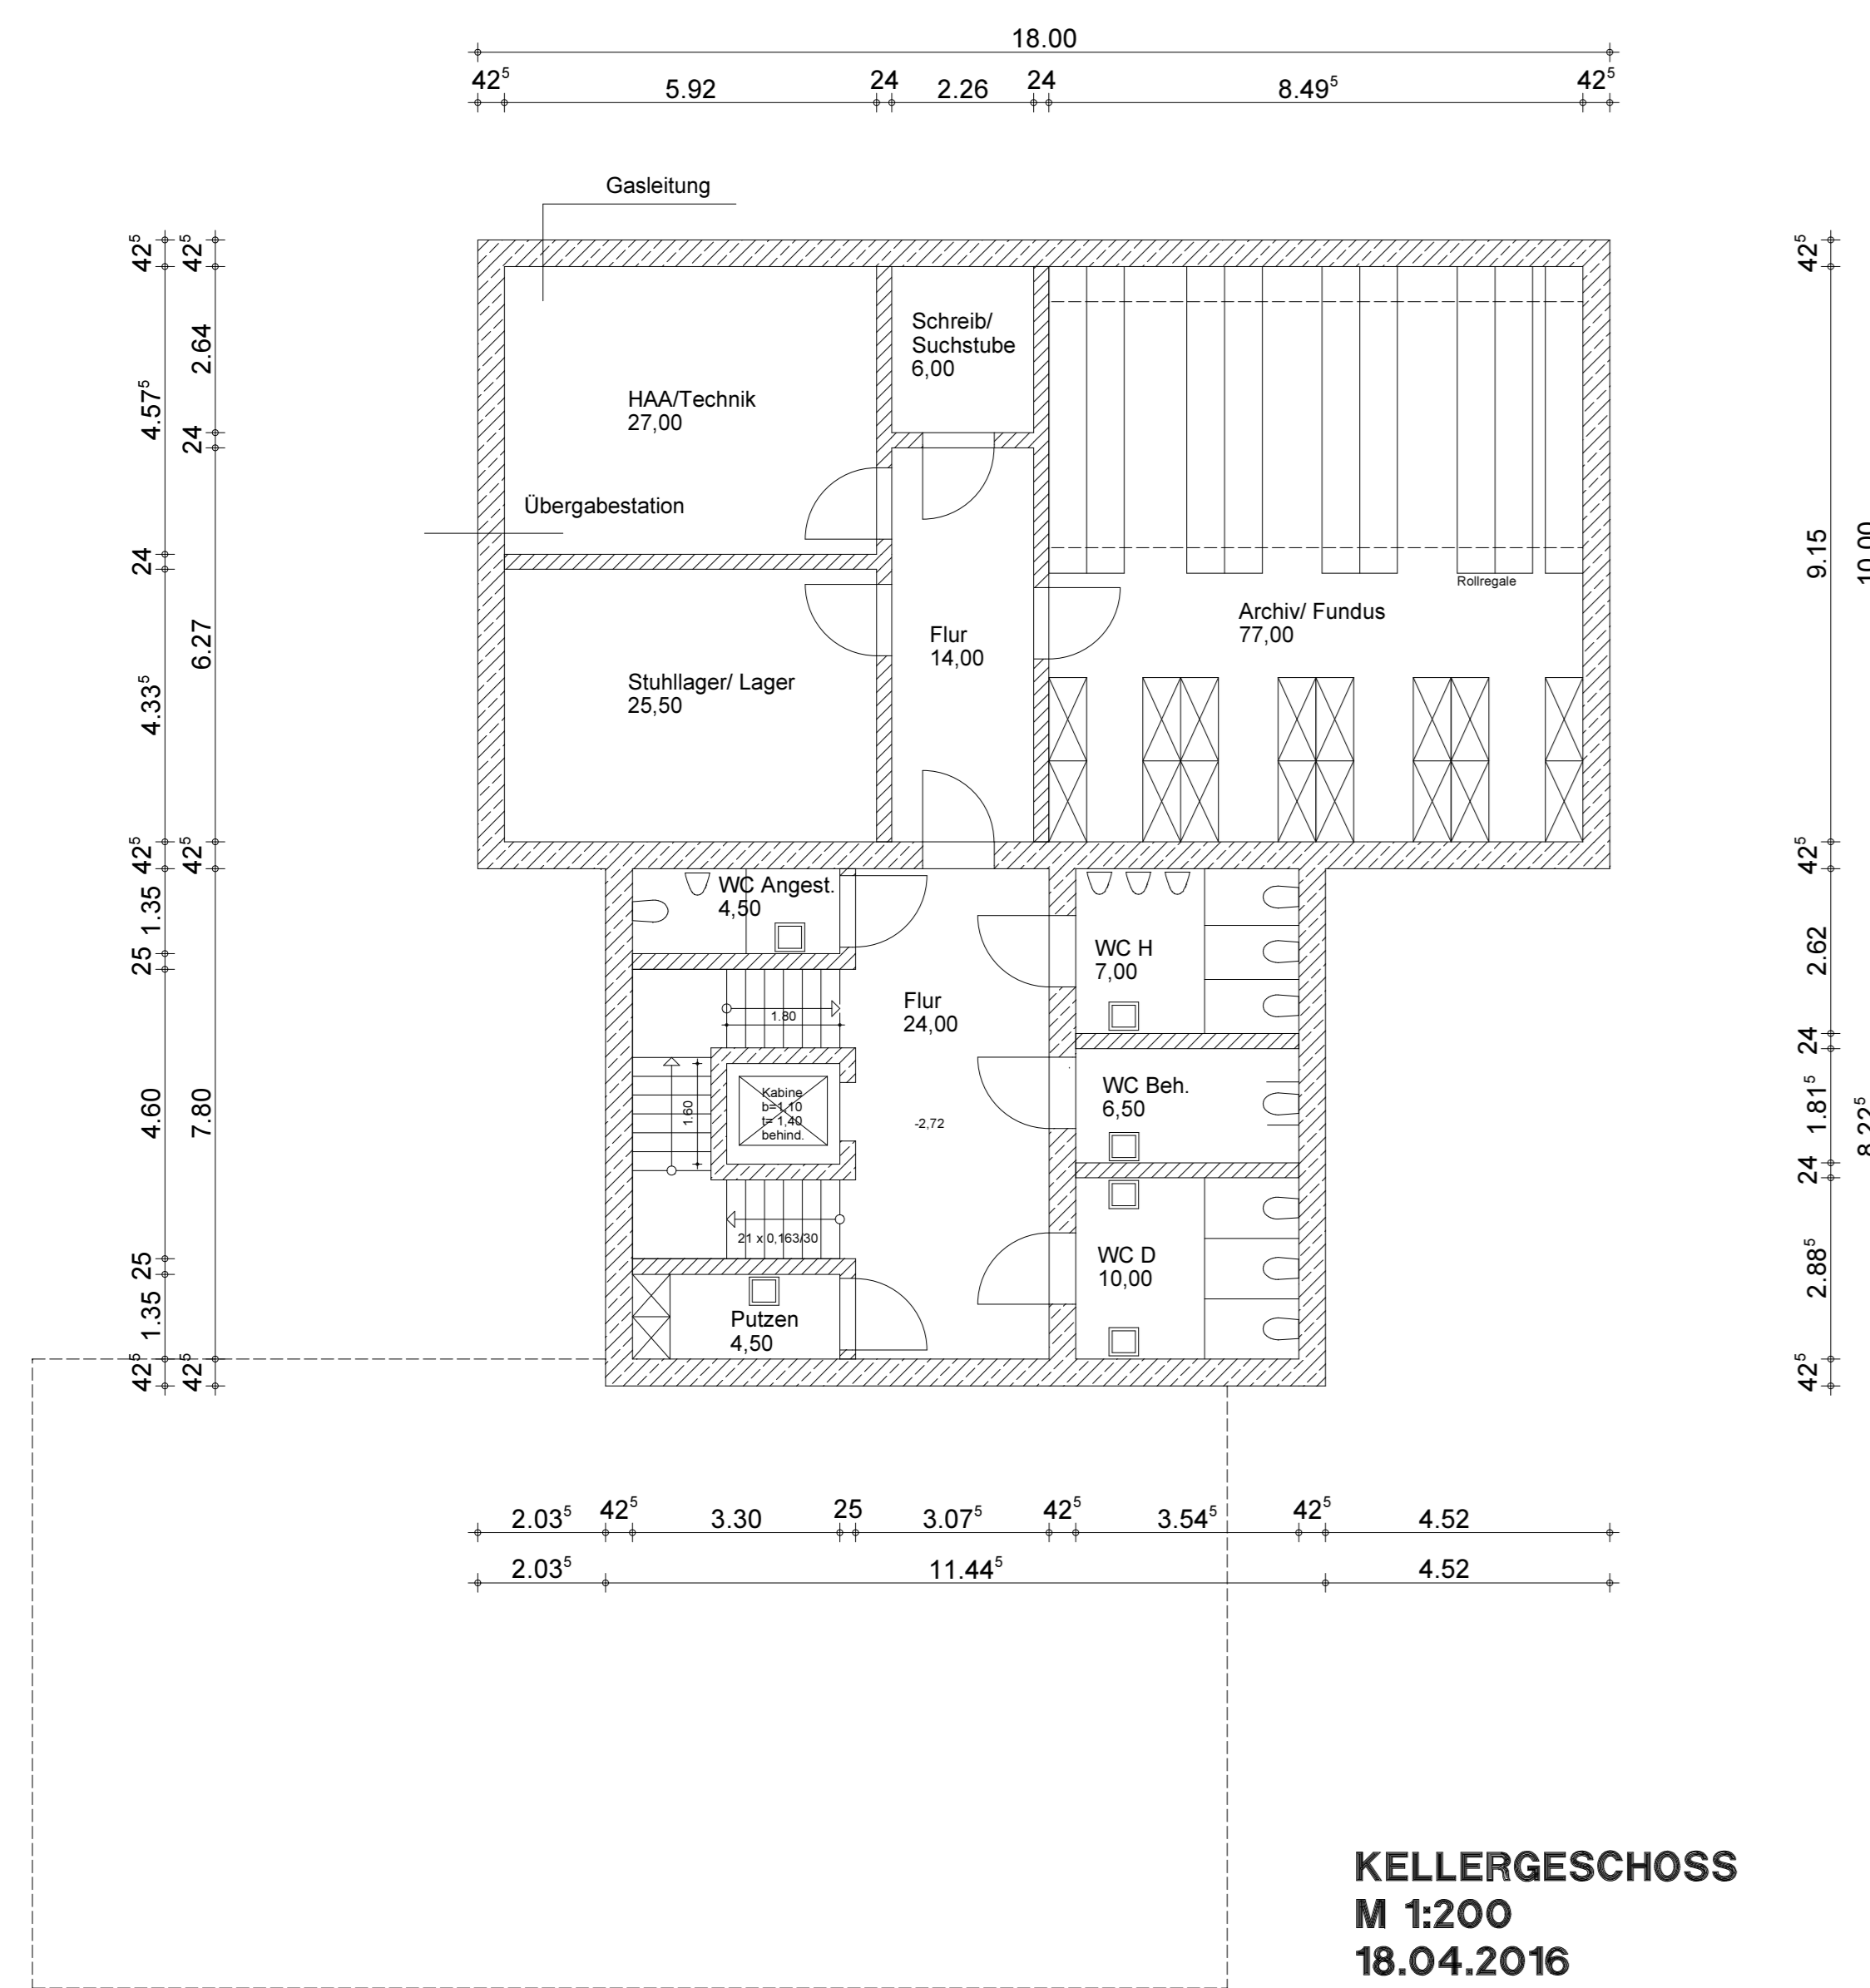 18.00
42⁵ 5.92 24 2.26 24 8.49⁵ 42⁵
Gasleitung
42⁵ 4.57⁵ 24 4.33⁵ 42⁵ 1.35 25 4.60 25 1.35 42⁵
42⁵ 2.64 24 6.27 42⁵ 7.80 42⁵
Schreib/
Suchstube
6,00
HAA/Technik
27,00
Übergabestation
Rollregale
Archiv/ Fundus
77,00
Flur
14,00
Stuhllager/ Lager
25,50
WC Angest.
4,50
WC H
7,00
Flur
24,00
1.80
1.60
Kabine
b=1,10
t= 1,40
behind.
-2,72
WC Beh.
6,50
21 x 0,163/30
WC D
10,00
Putzen
4,50
42⁵ 9.15 42⁵ 2.62 24 1.81⁵ 24 2.88⁵ 42⁵
10.00 8.22⁵
2.03⁵ 42⁵ 3.30 25 3.07⁵ 42⁵ 3.54⁵ 42⁵ 4.52
2.03⁵ 11.44⁵ 4.52
KELLERGESCHOSS
M 1:200
18.04.2016